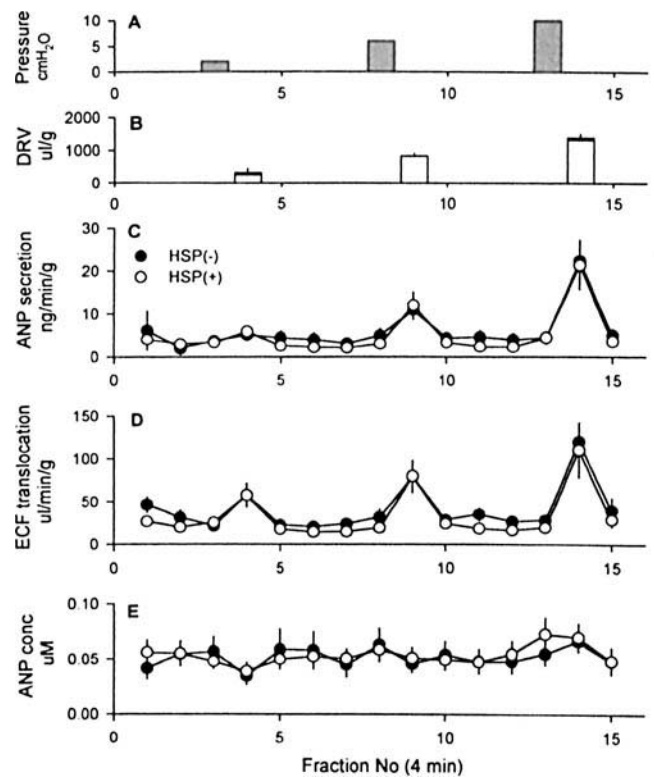 A
Pressure
cmH2O
10
5
0
0 5 10 15
B
DRV
ul/g
2000
1000
0
0 5 10 15
C
HSP(-)
HSP(+)
ANP secretion
ng/min/g
30
20
10
0
0 5 10 15
D
ECF translocation
ul/min/g
150
100
50
0
0 5 10 15
E
ANP conc
uM
0.10
0.05
0.00
0 5 10 15
Fraction No (4 min)